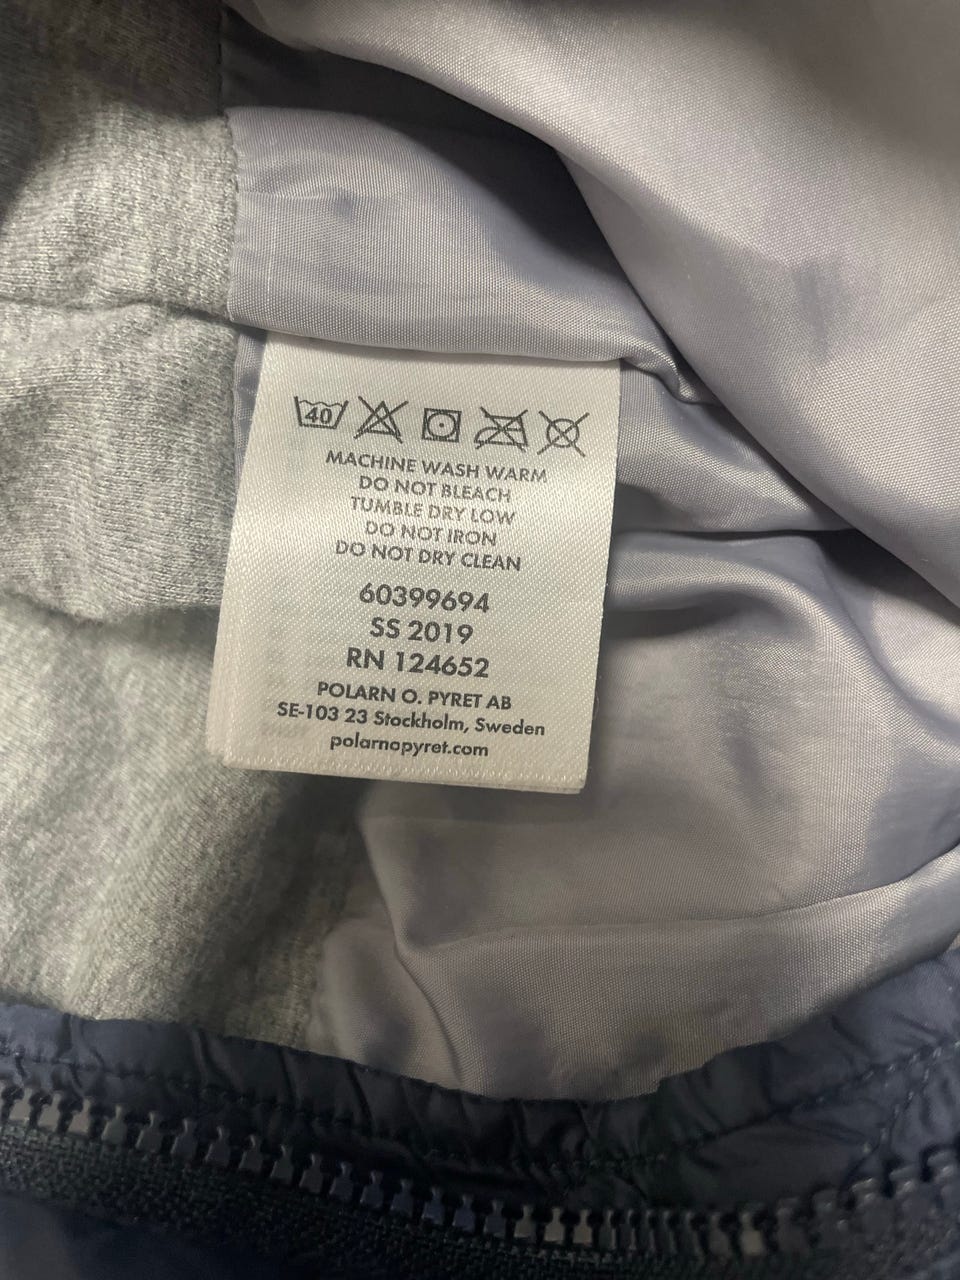 40
MACHINE WASH WARM
DO NOT BLEACH
TUMBLE DRY LOW
DO NOT IRON
DO NOT DRY CLEAN
60399694
SS 2019
RN 124652
POLARN O. PYRET AB
SE-103 23 Stockholm, Sweden
polarnopyret.com